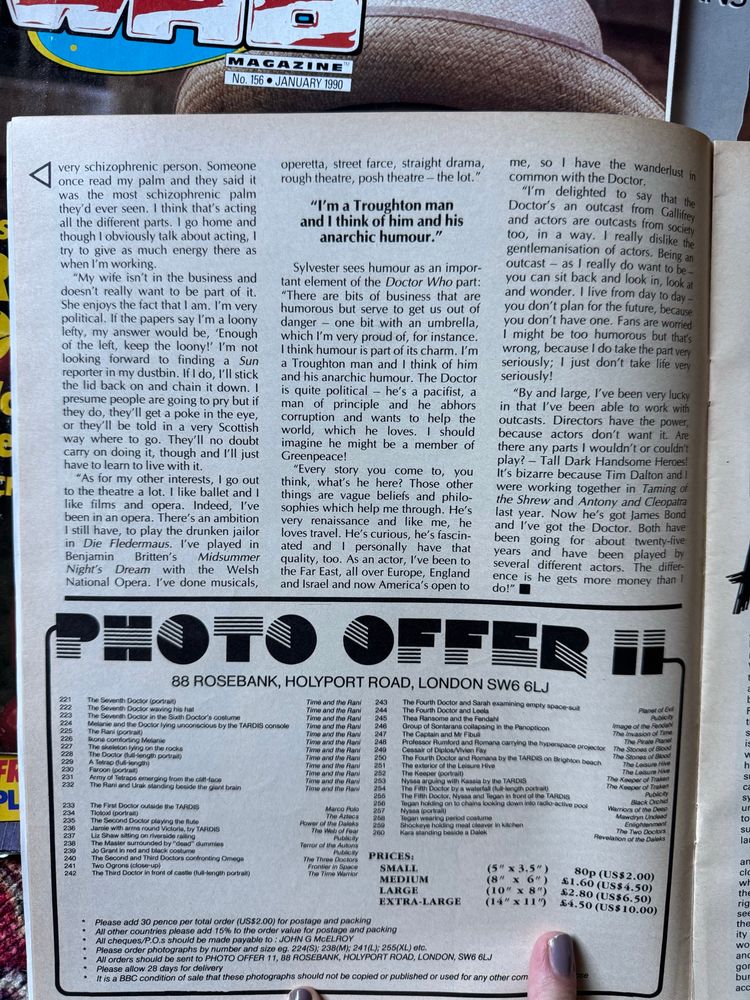 MAGAZINE
No. 156 • JANUARY 1990
very schizophrenic person. Someone
once read my palm and they said it
was the most schizophrenic palm
they'd ever seen. I think that's acting
all the different parts. I go home and
though I obviously talk about acting, I
try to give as much energy there as
when I'm working.
"My wife isn't in the business and
doesn't really want to be part of it.
She enjoys the fact that I am. I'm very
political. If the papers say I'm a loony
lefty, my answer would be, 'Enough
of the left, keep the loony!' I'm not
looking forward to finding a Sun
reporter in my dustbin. If I do, I'll stick
the lid back on and chain it down. I
presume people are going to pry but if
they do, they'll get a poke in the eye,
or they'll be told in a very Scottish
way where to go. They'll no doubt
carry on doing it, though and I'll just
have to learn to live with it.
"As for my other interests, I go out
to the theatre a lot. I like ballet and I
like films and opera. Indeed, I've
been in an opera. There's an ambition
I still have, to play the drunken jailor
in Die Fledermaus. I've played in
Benjamin Britten's Midsummer
Night's Dream with the Welsh
National Opera. I've done musicals,
operetta, street farce, straight drama,
rough theatre, posh theatre – the lot."
"I'm a Troughton man
and I think of him and his
anarchic humour."
Sylvester sees humour as an impor-
tant element of the Doctor Who part:
"There are bits of business that are
humorous but serve to get us out of
danger – one bit with an umbrella,
which I'm very proud of, for instance.
I think humour is part of its charm. I'm
a Troughton man and I think of him
and his anarchic humour. The Doctor
is quite political – he's a pacifist, a
man of principle and he abhors
corruption and wants to help the
world, which he loves. I should
imagine he might be a member of
Greenpeace!
"Every story you come to, you
think, what's he here? Those other
things are vague beliefs and philo-
sophies which help me through. He's
very renaissance and like me, he
loves travel. He's curious, he's fascin-
ated and I personally have that
quality, too. As an actor, I've been to
the Far East, all over Europe, England
and Israel and now America's open to
me, so I have the wanderlust in
common with the Doctor.
"I'm delighted to say that the
Doctor's an outcast from Gallifrey
and actors are outcasts from society
too, in a way. I really dislike the
gentlemanisation of actors. Being an
outcast – as I really do want to be –
you can sit back and look in, look at
and wonder. I live from day to day –
you don't plan for the future, because
you don't have one. Fans are worried
I might be too humorous but that's
wrong, because I do take the part very
seriously; I just don't take life very
seriously!
"By and large, I've been very lucky
in that I've been able to work with
outcasts. Directors have the power,
because actors don't want it. Are
there any parts I wouldn't or couldn't
play? – Tall Dark Handsome Heroes!
It's bizarre because Tim Dalton and I
were working together in Taming of
the Shrew and Antony and Cleopatra
last year. Now he's got James Bond
and I've got the Doctor. Both have
been going for about twenty-five
years and have been played by
several different actors. The differ-
ence is he gets more money than I
do!" ■
PHOTO OFFER 11
88 ROSEBANK, HOLYPORT ROAD, LONDON SW6 6LJ
221 The Seventh Doctor (portrait) Time and the Rani
222 The Seventh Doctor waving his hat Time and the Rani
223 The Seventh Doctor in the Sixth Doctor's costume Time and the Rani
224 Melanie and the Doctor lying unconscious by the TARDIS console Time and the Rani
225 The Rani (portrait) Time and the Rani
226 Ikona comforting Melanie Time and the Rani
227 The skeleton lying on the rocks Time and the Rani
228 The Doctor (full-length portrait) Time and the Rani
229 A Tetrap (full-length) Time and the Rani
230 Faroon (portrait) Time and the Rani
231 Army of Tetraps emerging from the cliff-face Time and the Rani
232 The Rani and Urak standing beside the giant brain Time and the Rani
233 The First Doctor outside the TARDIS Marco Polo
234 Tlotoxl (portrait) The Aztecs
235 The Second Doctor playing the flute Power of the Daleks
236 Jamie with arms round Victoria, by TARDIS The Web of Fear
237 Liz Shaw sitting on riverside railing Publicity
238 The Master surrounded by "dead" dummies Terror of the Autons
239 Jo Grant in red and black costume Publicity
240 The Second and Third Doctors confronting Omega The Three Doctors
241 Two Ogrons (close-up) Frontier in Space
242 The Third Doctor in front of castle (full-length portrait) The Time Warrior
243 The Fourth Doctor and Sarah examining empty space-suit Planet of Evil
244 The Fourth Doctor and Leela Publicity
245 Thea Ransome and the Fendahl Image of the Fendahl
246 Group of Sontarans collapsing in the Panopticon The Invasion of Time
247 The Captain and Mr Fibuli The Pirate Planet
248 Professor Rumford and Romana carrying the hyperspace projector The Stones of Blood
249 Cessair of Diplos/Vivien Fay The Stones of Blood
250 The Fourth Doctor and Romana by TARDIS on Brighton beach The Leisure Hive
251 The exterior of the Leisure Hive The Leisure Hive
252 The Keeper (portrait) The Keeper of Traken
253 Nyssa arguing with Kassia by the TARDIS The Keeper of Traken
254 The Fifth Doctor by a waterfall (full-length portrait) Publicity
255 The Fifth Doctor, Nyssa and Tegan in front of the TARDIS Black Orchid
256 Tegan holding on to chains looking down into radio-active pool Warriors of the Deep
257 Nyssa (portrait) Mawdryn Undead
258 Tegan wearing period costume Enlightenment
259 Shockeye holding meat cleaver in kitchen The Two Doctors
260 Kara standing beside a Dalek Revelation of the Daleks
PRICES:
SMALL (5" x 3.5") 80p (US$2.00)
MEDIUM (8" x 6") £1.60 (US$4.50)
LARGE (10" x 8") £2.80 (US$6.50)
EXTRA-LARGE (14" x 11") £4.50 (US$10.00)
* Please add 30 pence per total order (US$2.00) for postage and packing
* All other countries please add 15% to the order value for postage and packing
* All cheques/P.O.s should be made payable to : JOHN G McELROY
* Please order photographs by number and size eg. 224(S); 238(M); 241(L); 255(XL) etc.
* All orders should be sent to PHOTO OFFER 11, 88 ROSEBANK, HOLYPORT ROAD, LONDON, SW6 6LJ
* Please allow 28 days for delivery
* It is a BBC condition of sale that these photographs should not be copied or published or used for any other com